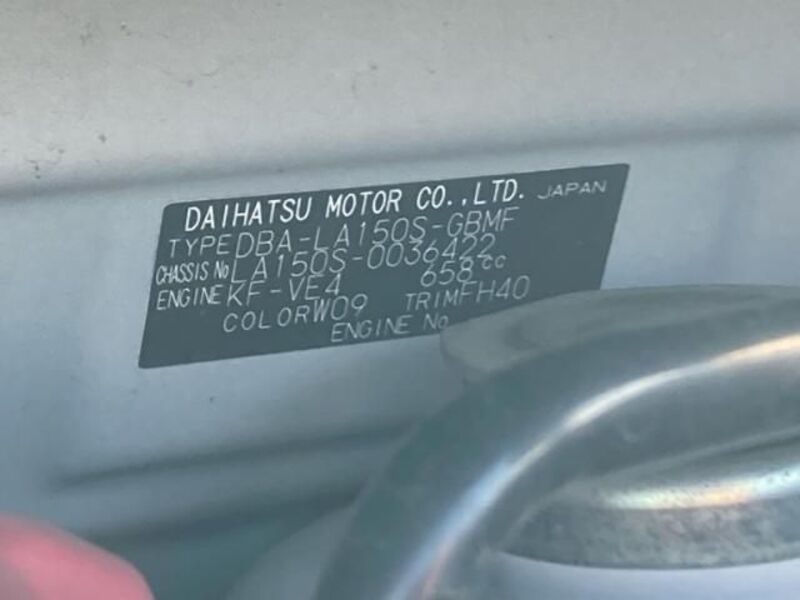 DAIHATSU MOTOR CO.,LTD. JAPAN
TYPE DBA-LA150S-GBMF
CHASSIS No LA150S-0036422
ENGINE KF-VE4 658cc
COLOR W09 TRIM FH40
ENGINE No